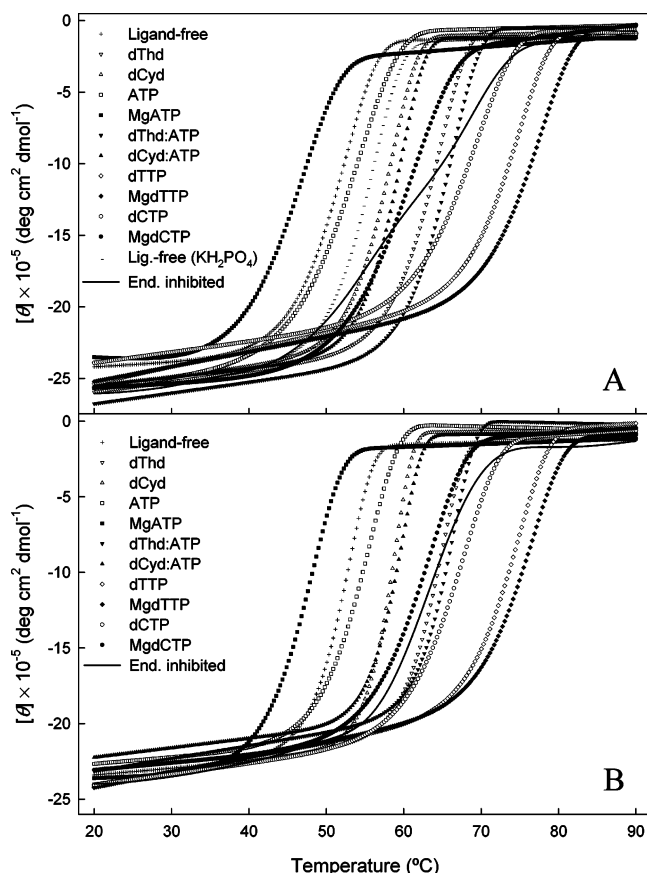 0
-5
-10
-15
-20
-25
[θ] × 10⁻⁵ (deg cm² dmol⁻¹)
Ligand-free
dThd
dCyd
ATP
MgATP
dThd:ATP
dCyd:ATP
dTTP
MgdTTP
dCTP
MgdCTP
Lig.-free (KH₂PO₄)
End. inhibited
A
0
-5
-10
-15
-20
-25
[θ] × 10⁻⁵ (deg cm² dmol⁻¹)
Ligand-free
dThd
dCyd
ATP
MgATP
dThd:ATP
dCyd:ATP
dTTP
MgdTTP
dCTP
MgdCTP
End. inhibited
B
20 30 40 50 60 70 80 90
Temperature (ºC)